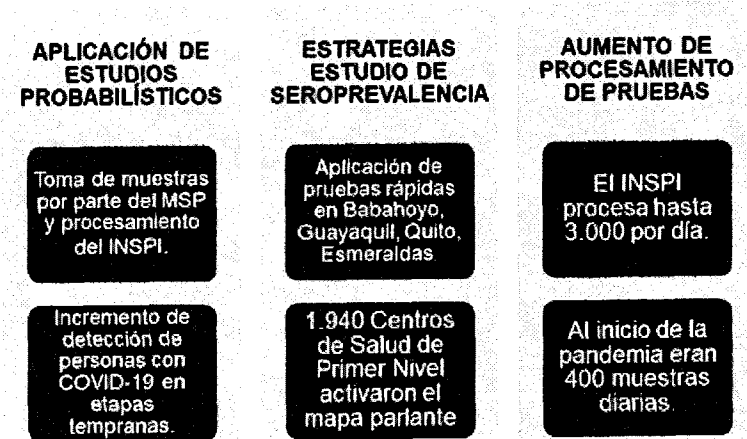 APLICACIÓN DE
ESTUDIOS
PROBABILÍSTICOS
Toma de muestras
por parte del MSP
y procesamiento
del INSPI.
Incremento de
detección de
personas con
COVID-19 en
etapas
tempranas.
ESTRATEGIAS
ESTUDIO DE
SEROPREVALENCIA
Aplicación de
pruebas rápidas
en Babahoyo,
Guayaquil, Quito,
Esmeraldas
1.940 Centros
de Salud de
Primer Nivel
activaron el
mapa parlante
AUMENTO DE
PROCESAMIENTO
DE PRUEBAS
El INSPI
procesa hasta
3.000 por día.
Al inicio de la
pandemia eran
400 muestras
diarias.